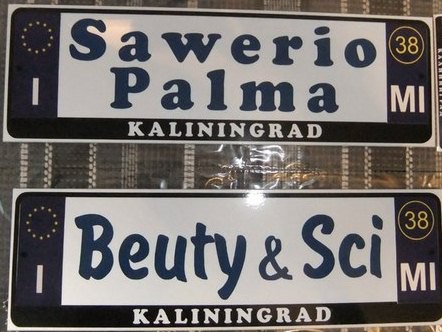 Sawerio 38
I Palma MI
KALININGRAD
38
I Beuty & Sci MI
KALININGRAD